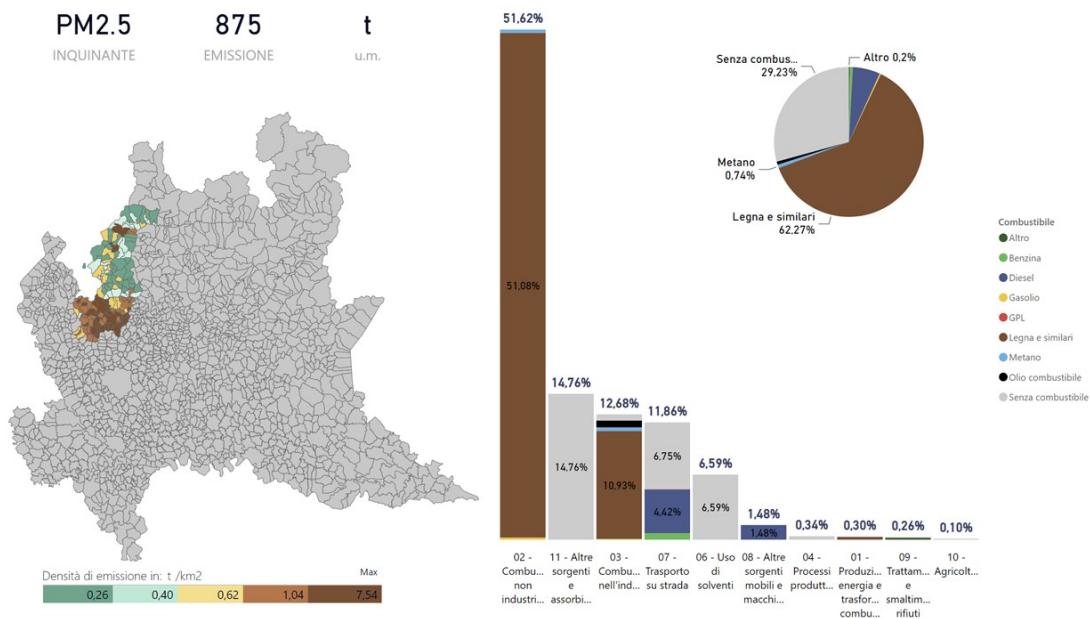 PM2.5
875
t
INQUINANTE
EMISSIONE
u.m.
Densità di emissione in: t /km2
Max
0,26
0,40
0,62
1,04
7,54
51,62%
51,08%
14,76%
14,76%
12,68%
10,93%
11,86%
6,75%
4,42%
6,59%
6,59%
1,48%
1,48%
0,34%
0,30%
0,26%
0,10%
02 -
Combu...
non
industri...
11 - Altre
sorgenti
e
assorbi...
03 -
Combu...
nell'ind...
07 -
Trasporto
su strada
06 - Uso
di
solventi
08 - Altre
sorgenti
mobili e
macchi...
04 -
Processi
produtt...
01 -
Produzi...
energia e
trasfor...
combu...
09 -
Trattam...
e
smaltim...
rifiuti
10 -
Agricolt...
Senza combus...
29,23%
Altro 0,2%
Metano
0,74%
Legna e similari
62,27%
Combustibile
Altro
Benzina
Diesel
Gasolio
GPL
Legna e similari
Metano
Olio combustibile
Senza combustibile